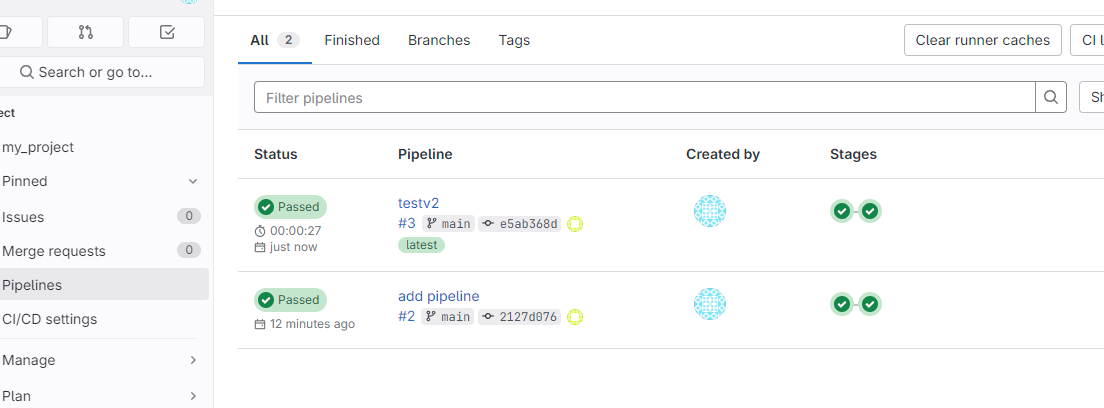 All 2 Finished Branches Tags Clear runner caches CI l
Search or go to...
Filter pipelines Sh
ect
my_project
Pinned
Issues 0
Merge requests 0
Pipelines
CI/CD settings
Manage
Plan
Status Pipeline Created by Stages
Passed testv2
00:00:27 #3 main e5ab368d
just now latest
Passed add pipeline
12 minutes ago #2 main 2127d076